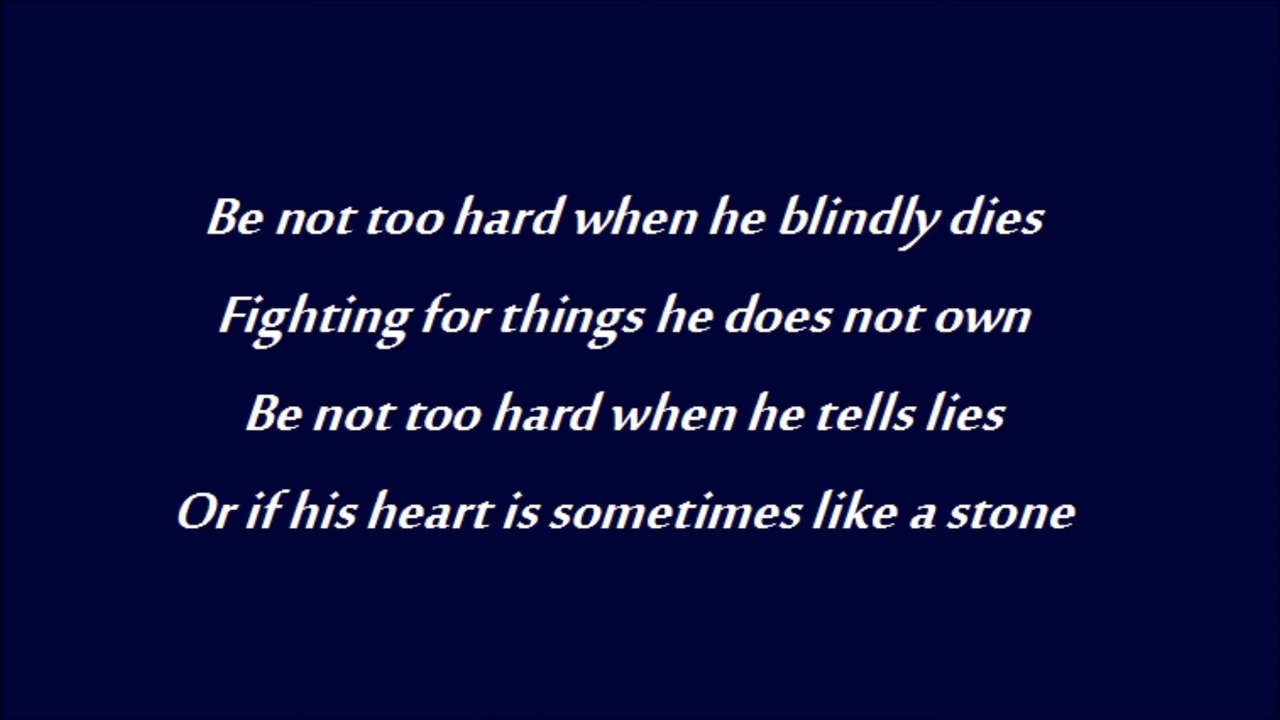 Be not too hard when he blindly dies
Fighting for things he does not own
Be not too hard when he tells lies
Or if his heart is sometimes like a stone